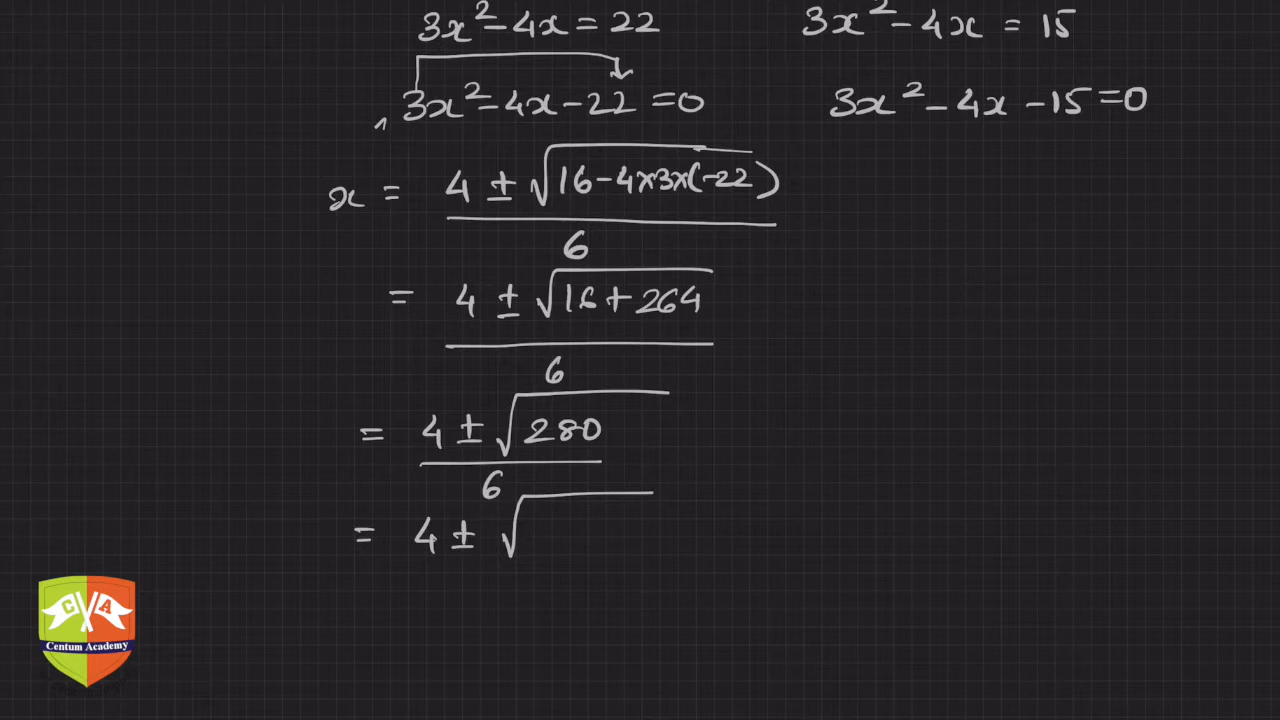 3x²-4x=22
3x²-4x-22=0
x = 4 ± √16-4×3×(-22) / 6
= 4 ± √16+264 / 6
= 4 ± √280 / 6
= 4 ± √
3x²-4x = 15
3x²-4x-15=0
C A
Centum Academy